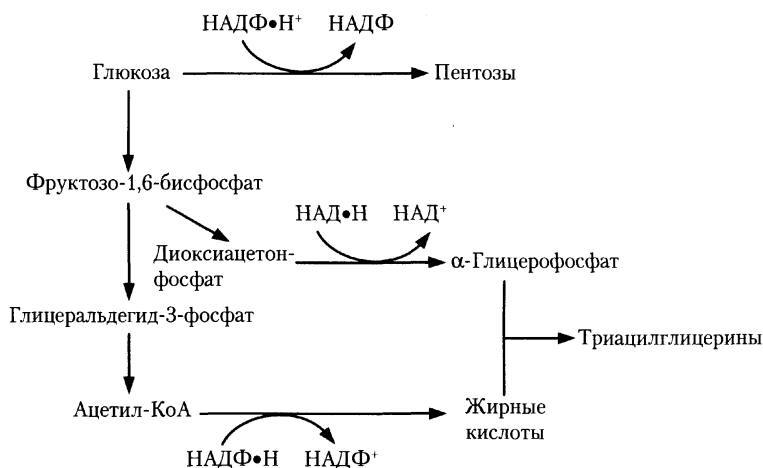 НАДФ•Н⁺ НАДФ
Глюкоза Пентозы
Фруктозо-1,6-бисфосфат
НАД•Н НАД⁺
Диоксиацетон-
фосфат
α-Глицерофосфат
Глицеральдегид-3-фосфат
Триацилглицерины
Ацетил-КоА
Жирные
кислоты
НАДФ•Н НАДФ⁺